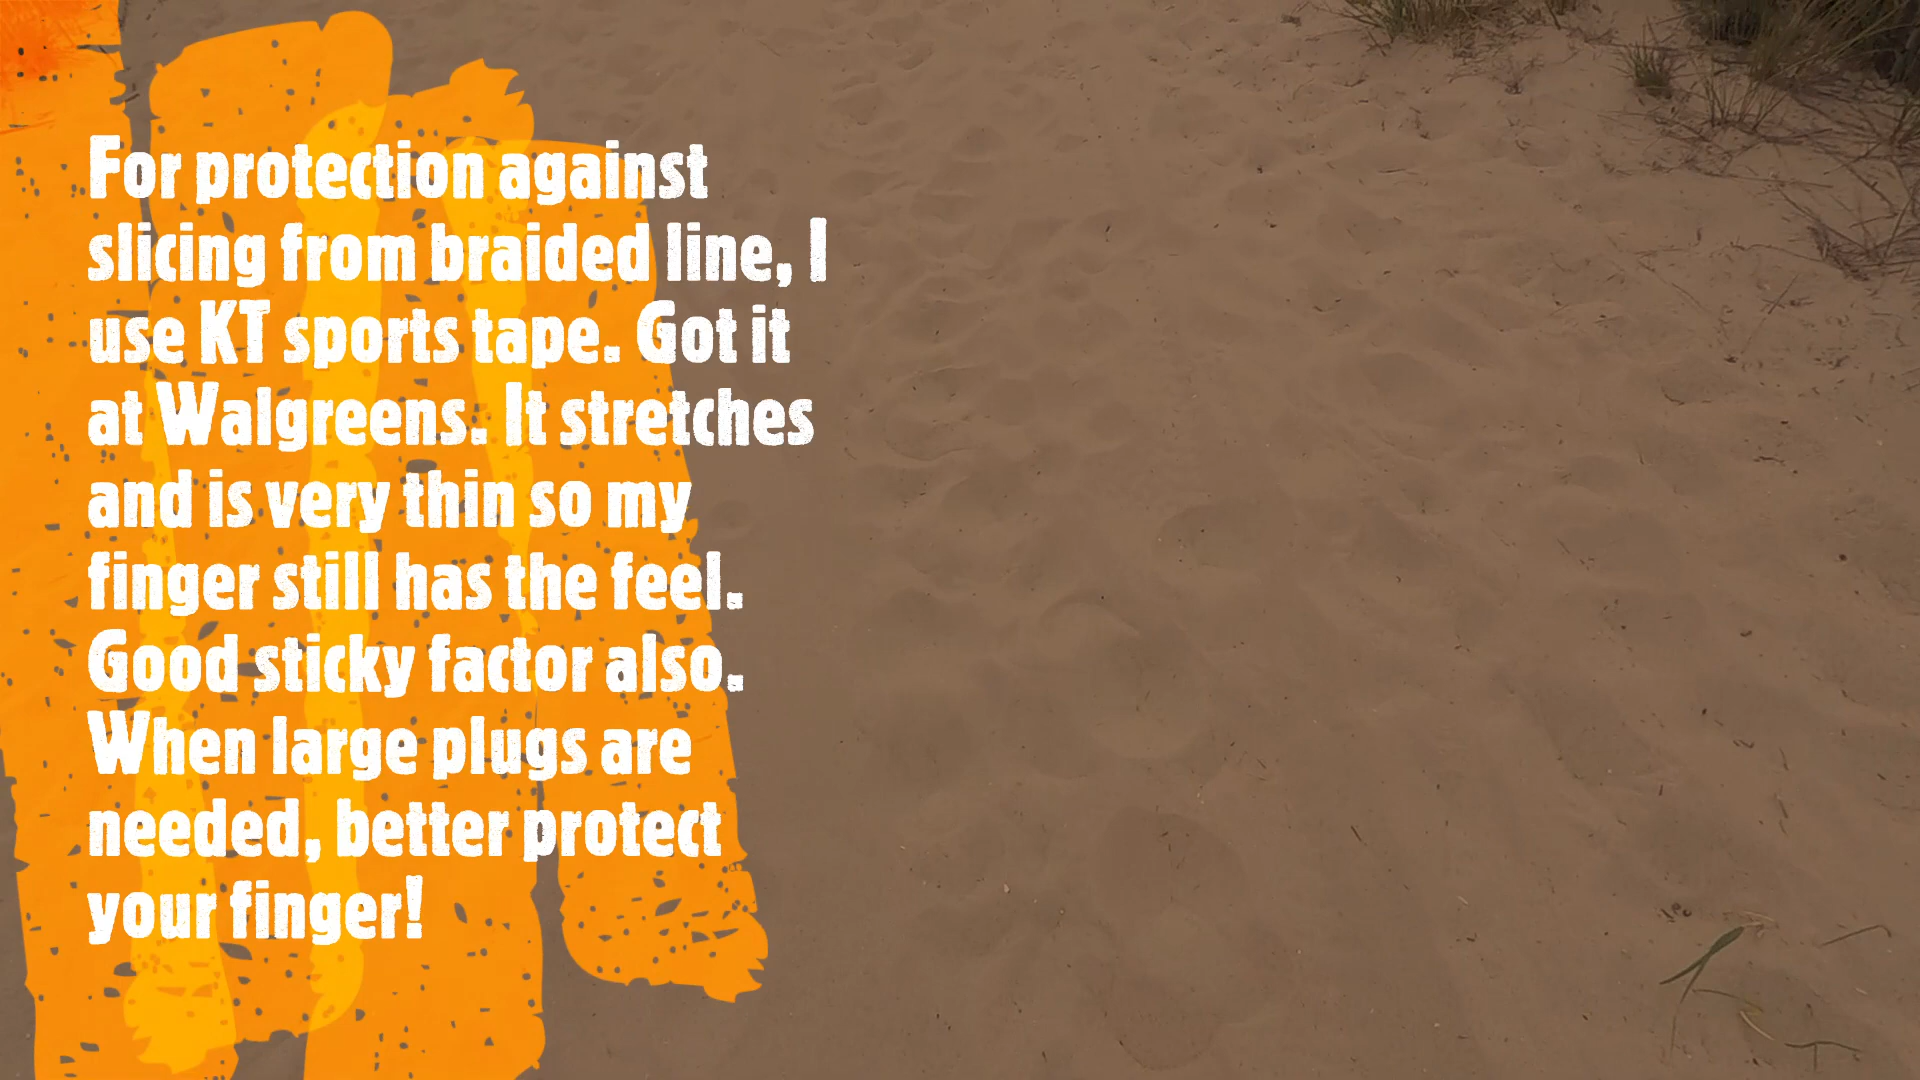 For protection against
slicing from braided line, I
use KT sports tape. Got it
at Walgreens. It stretches
and is very thin so my
finger still has the feel.
Good sticky factor also.
When large plugs are
needed, better protect
your finger!